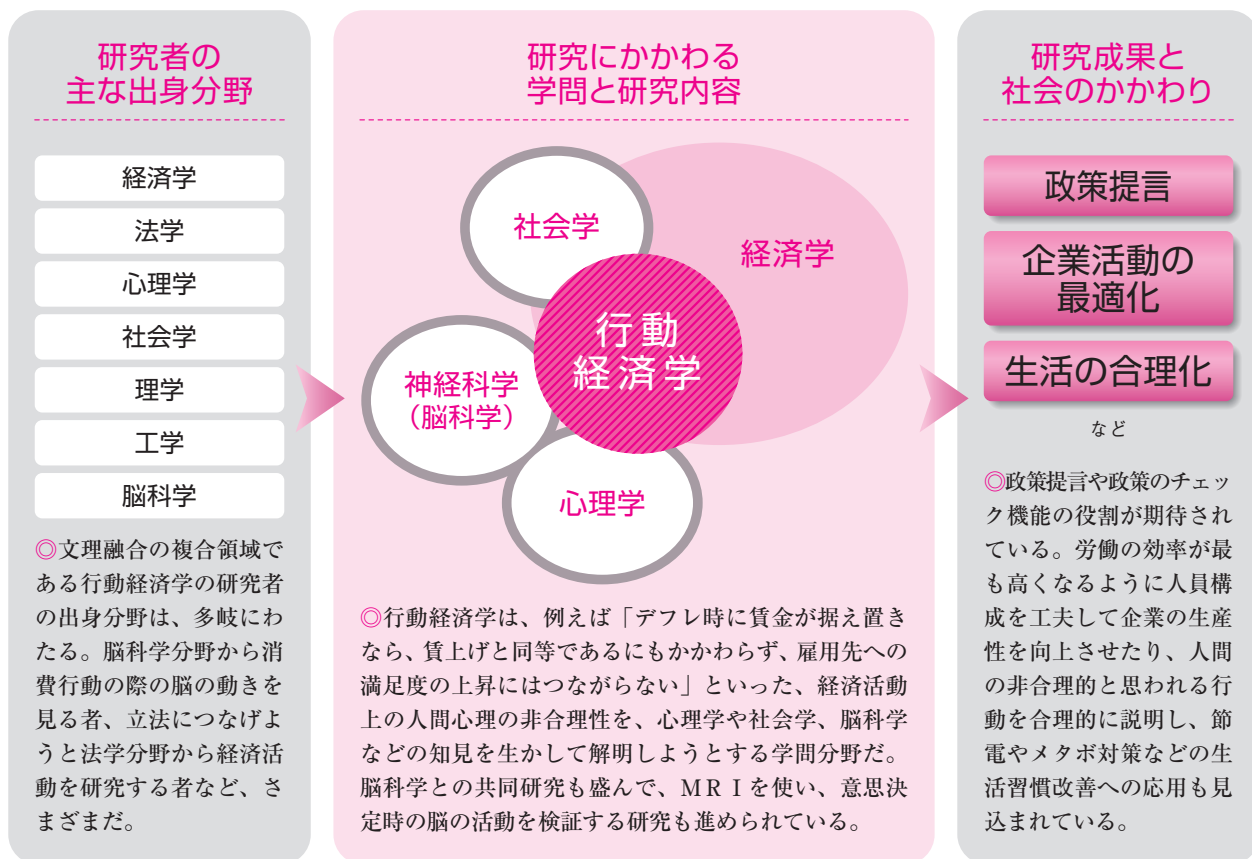 研究者の
主な出身分野
経済学
法学
心理学
社会学
理学
工学
脳科学
◎文理融合の複合領域で
ある行動経済学の研究者
の出身分野は、多岐にわ
たる。脳科学分野から消
費行動の際の脳の動きを
見る者、立法につなげよ
うと法学分野から経済活
動を研究する者など、さ
まざまだ。
研究にかかわる
学問と研究内容
社会学
経済学
行動
経済学
神経科学
（脳科学）
心理学
◎行動経済学は、例えば「デフレ時に賃金が据え置き
なら、賃上げと同等であるにもかかわらず、雇用先への
満足度の上昇にはつながらない」といった、経済活動
上の人間心理の非合理性を、心理学や社会学、脳科学
などの知見を生かして解明しようとする学問分野だ。
脳科学との共同研究も盛んで、ＭＲＩを使い、意思決
定時の脳の活動を検証する研究も進められている。
研究成果と
社会のかかわり
政策提言
企業活動の
最適化
生活の合理化
など
◎政策提言や政策のチェッ
ク機能の役割が期待され
ている。労働の効率が最
も高くなるように人員構
成を工夫して企業の生産
性を向上させたり、人間
の非合理的と思われる行
動を合理的に説明し、節
電やメタボ対策などの生
活習慣改善への応用も見
込まれている。